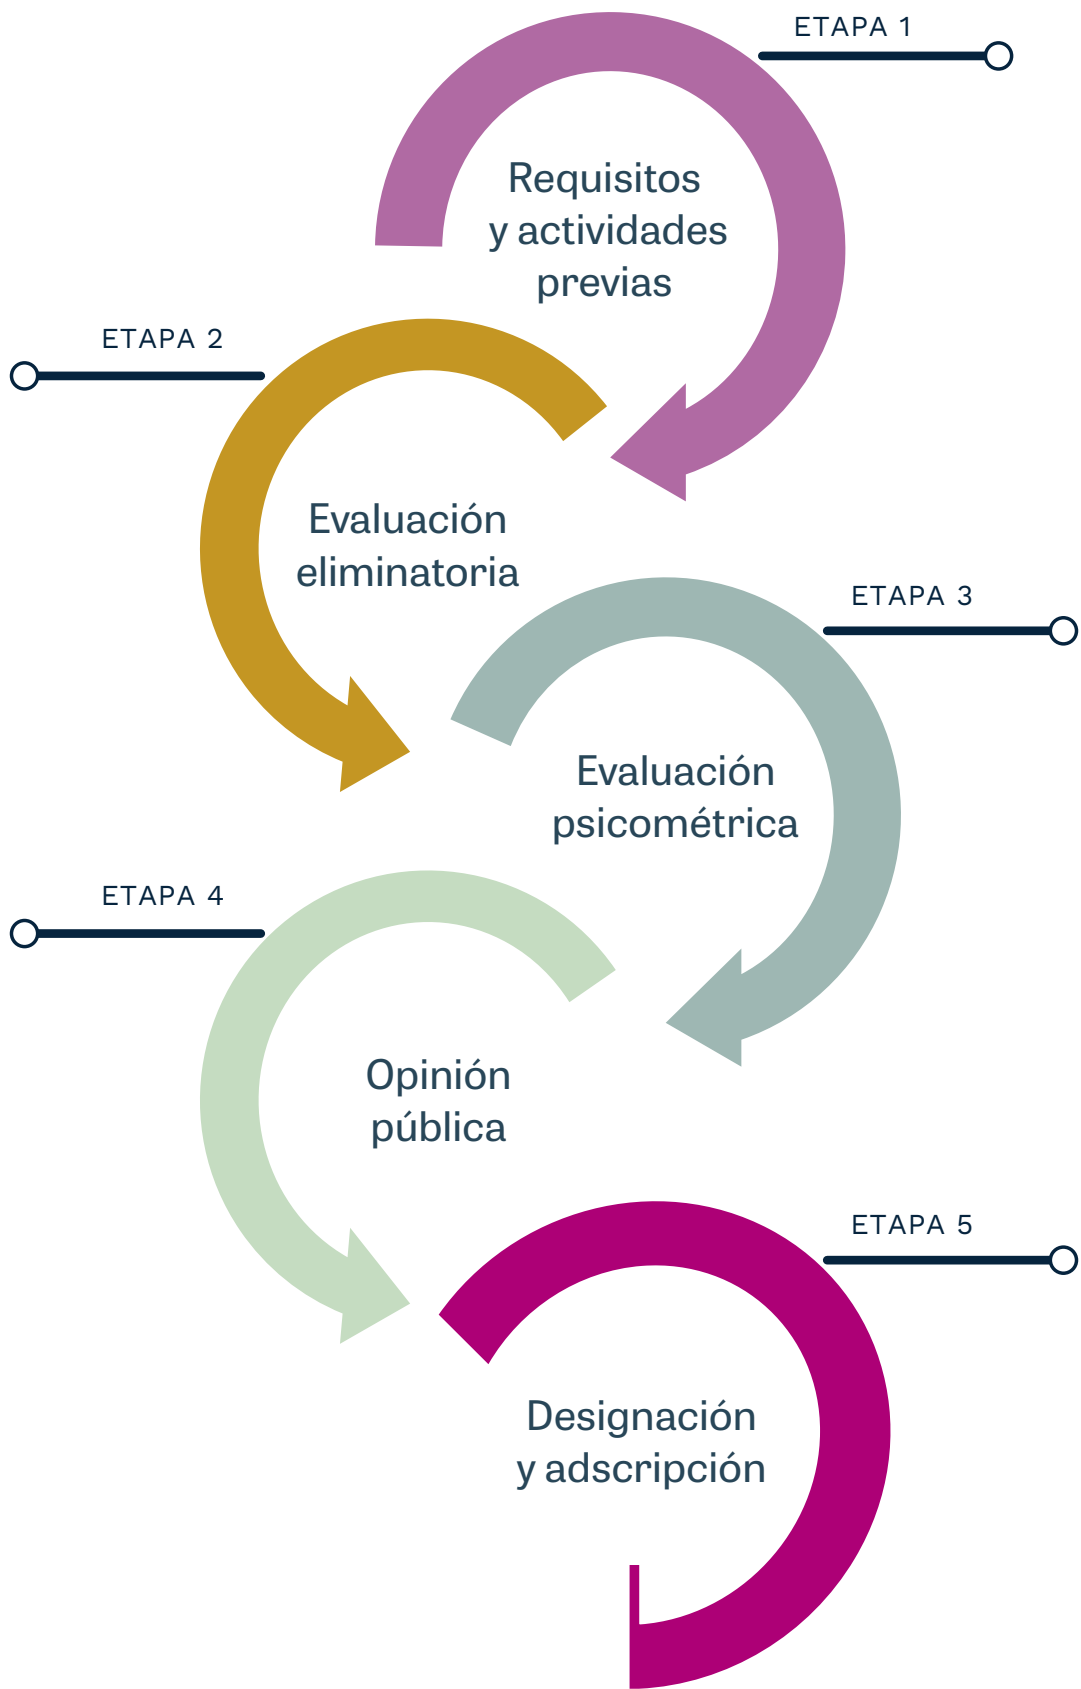 ETAPA 1
Requisitos
y actividades
previas
ETAPA 2
Evaluación
eliminatoria
ETAPA 3
Evaluación
psicométrica
ETAPA 4
Opinión
pública
ETAPA 5
Designación
y adscripción